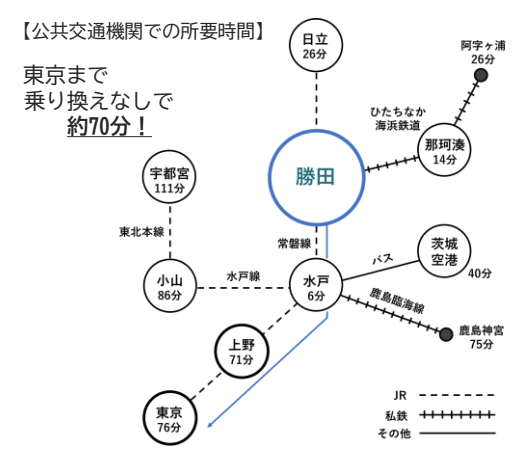 【公共交通機関での所要時間】
東京まで
乗り換えなしで
約70分！
日立
26分
阿字ヶ浦
26分
ひたちなか
海浜鉄道
那珂湊
14分
勝田
宇都宮
111分
東北本線
常磐線
茨城
空港
40分
バス
小山
86分
水戸線
水戸
6分
鹿島臨海線
鹿島神宮
75分
上野
71分
東京
76分
JR
私鉄
その他